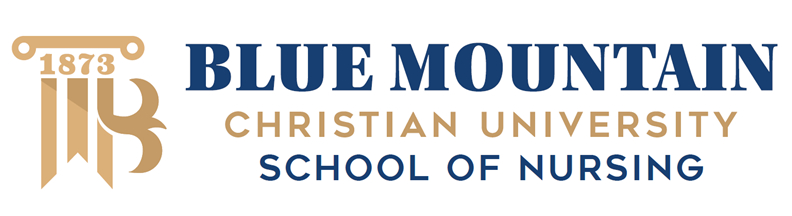 1873
BLUE MOUNTAIN
CHRISTIAN UNIVERSITY
SCHOOL OF NURSING